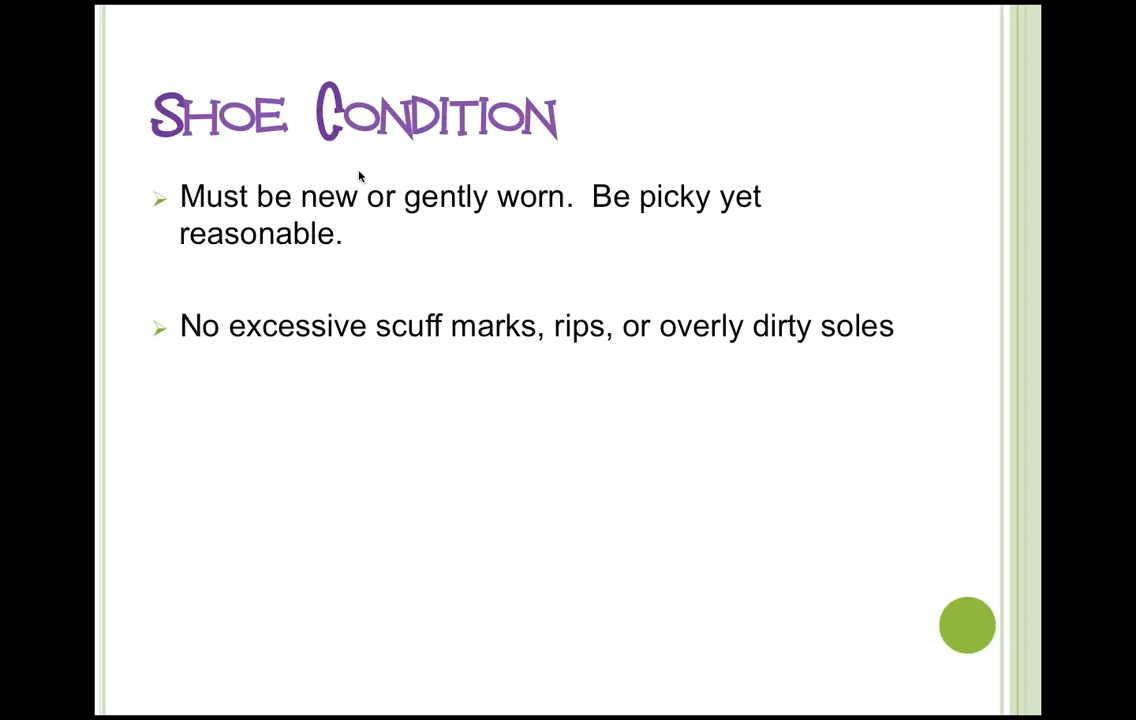 Shoe Condition
Must be new or gently worn.  Be picky yet
reasonable.
No excessive scuff marks, rips, or overly dirty soles